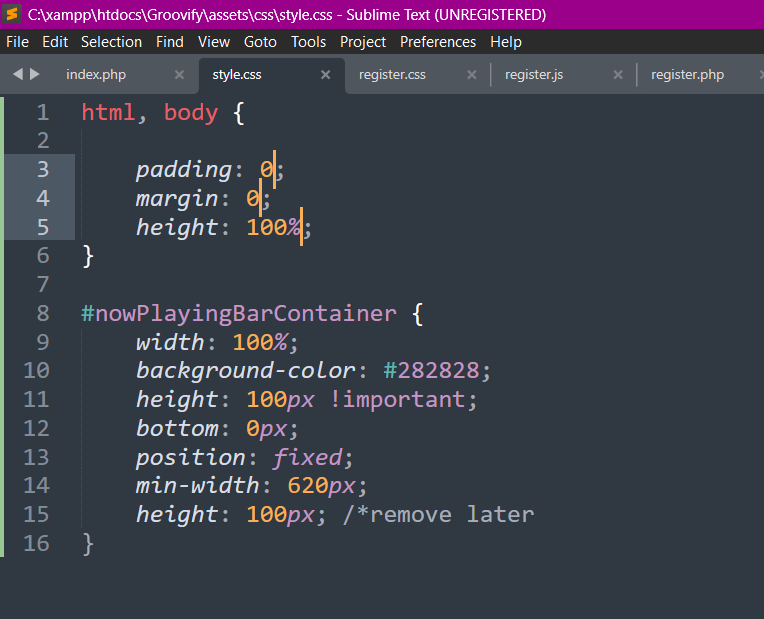 C:\xampp\htdocs\Groovify\assets\css\style.css - Sublime Text (UNREGISTERED)
File Edit Selection Find View Goto Tools Project Preferences Help
index.php × style.css × register.css × register.js × register.php ×
1 html, body {
2
3 padding: 0;
4 margin: 0;
5 height: 100%;
6 }
7
8 #nowPlayingBarContainer {
9 width: 100%;
10 background-color: #282828;
11 height: 100px !important;
12 bottom: 0px;
13 position: fixed;
14 min-width: 620px;
15 height: 100px; /*remove later
16 }